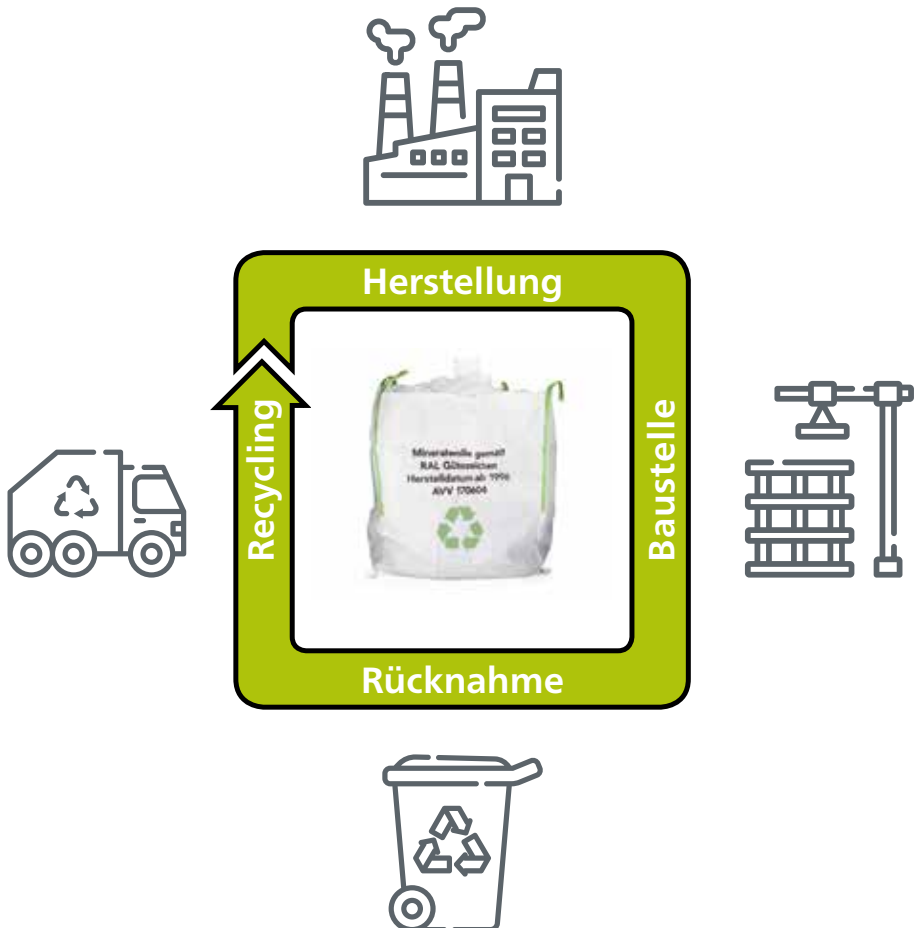 Herstellung
Recycling
Mineralwolle gemäß
RAL Gütezeichen
Herstelldatum ab 1996
AVV 170604
Baustelle
Rücknahme